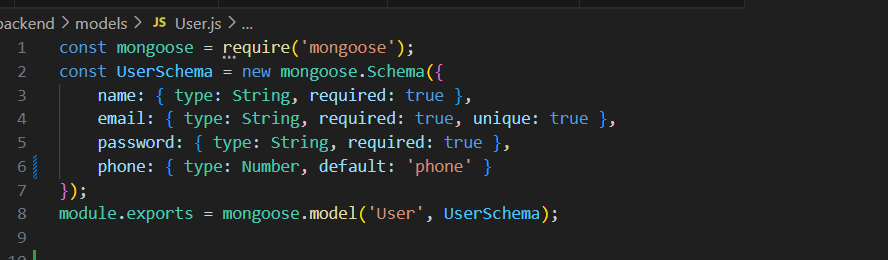 backend > models > JS User.js > ...
1 const mongoose = require('mongoose');
2 const UserSchema = new mongoose.Schema({
3     name: { type: String, required: true },
4     email: { type: String, required: true, unique: true },
5     password: { type: String, required: true },
6     phone: { type: Number, default: 'phone' }
7 });
8 module.exports = mongoose.model('User', UserSchema);
9
10